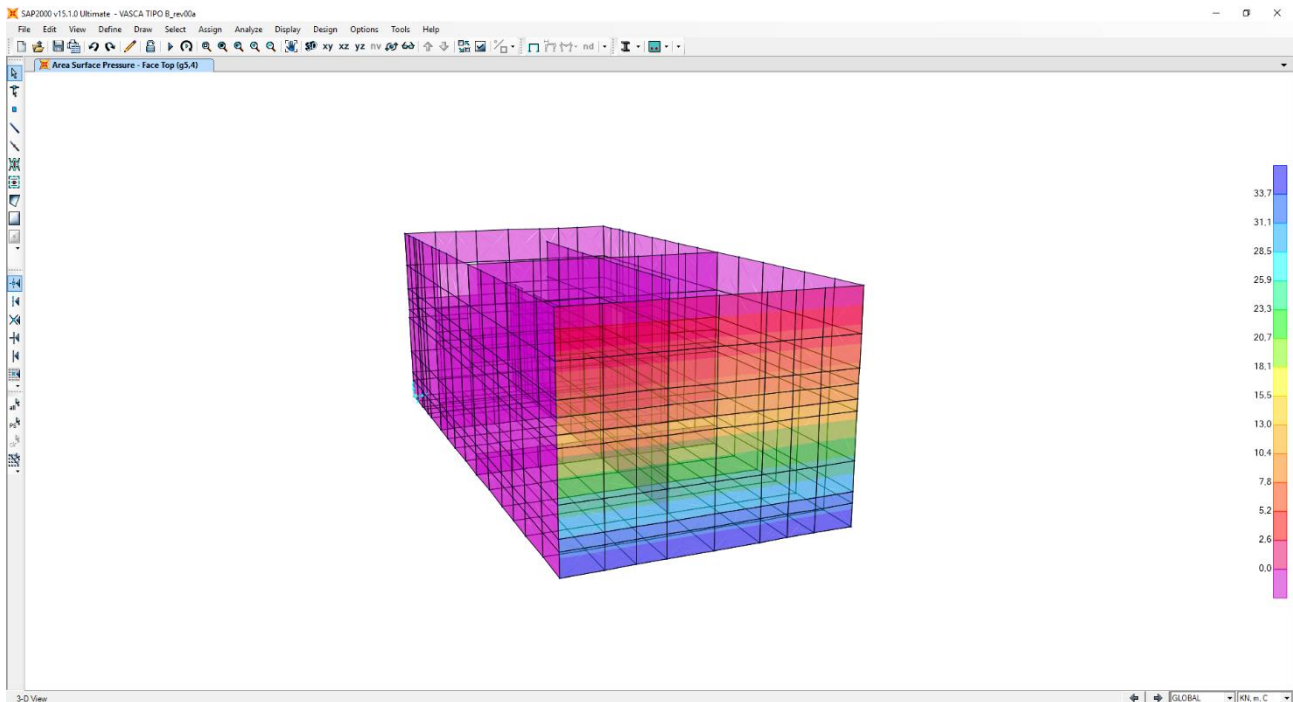 SAP2000 v15.1.0 Ultimate - VASCA TIPO B_rev00a
File Edit View Define Draw Select Assign Analyze Display Design Options Tools Help
xy xz yz nv nd
Area Surface Pressure - Face Top (g5,4)
33,7
31,1
28,5
25,9
23,3
20,7
18,1
15,5
13,0
10,4
7,8
5,2
2,6
0,0
all
3-D View
GLOBAL
KN, m, C